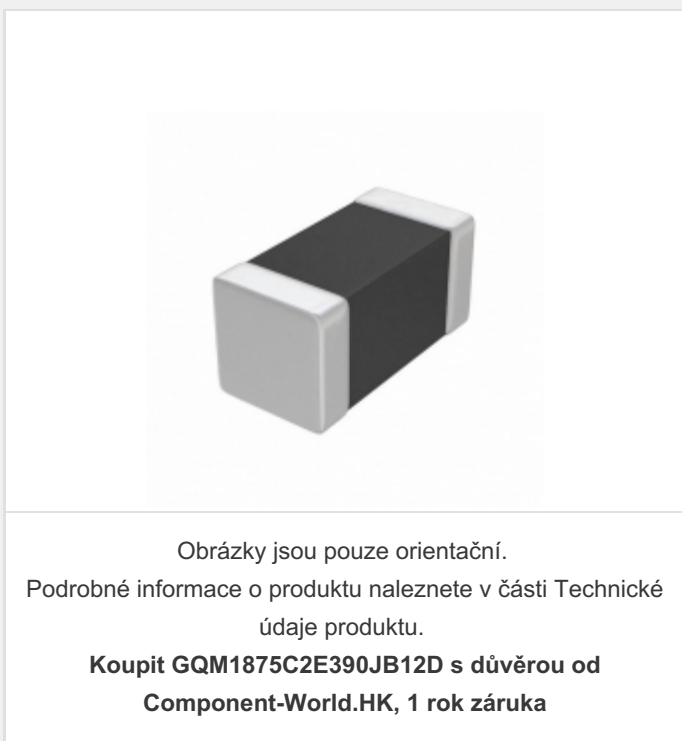 Obrázky jsou pouze orientační.
Podrobné informace o produktu naleznete v části Technické
údaje produktu.
Koupit GQM1875C2E390JB12D s důvěrou od
Component-World.HK, 1 rok záruka